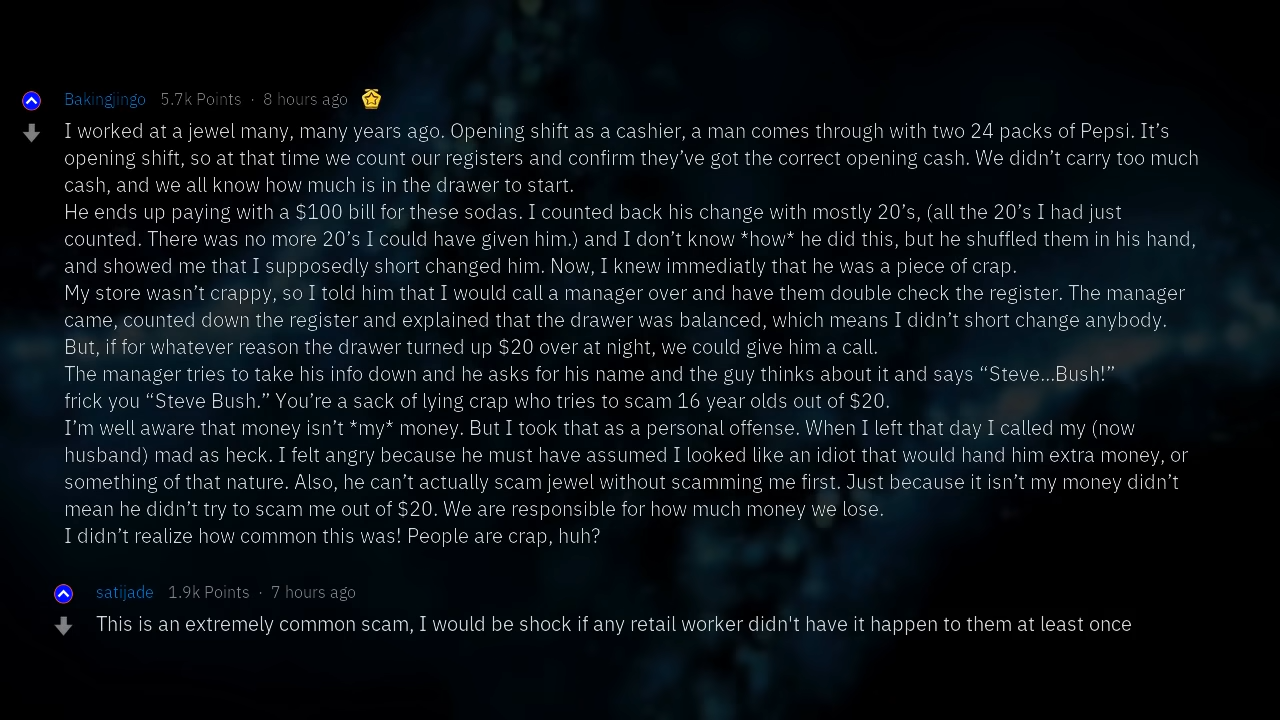 Bakingjingo 5.7k Points · 8 hours ago
I worked at a jewel many, many years ago. Opening shift as a cashier, a man comes through with two 24 packs of Pepsi. It’s
opening shift, so at that time we count our registers and confirm they’ve got the correct opening cash. We didn’t carry too much
cash, and we all know how much is in the drawer to start.
He ends up paying with a $100 bill for these sodas. I counted back his change with mostly 20’s, (all the 20’s I had just
counted. There was no more 20’s I could have given him.) and I don’t know *how* he did this, but he shuffled them in his hand,
and showed me that I supposedly short changed him. Now, I knew immediatly that he was a piece of crap.
My store wasn’t crappy, so I told him that I would call a manager over and have them double check the register. The manager
came, counted down the register and explained that the drawer was balanced, which means I didn’t short change anybody.
But, if for whatever reason the drawer turned up $20 over at night, we could give him a call.
The manager tries to take his info down and he asks for his name and the guy thinks about it and says “Steve...Bush!”
frick you “Steve Bush.” You’re a sack of lying crap who tries to scam 16 year olds out of $20.
I’m well aware that money isn’t *my* money. But I took that as a personal offense. When I left that day I called my (now
husband) mad as heck. I felt angry because he must have assumed I looked like an idiot that would hand him extra money, or
something of that nature. Also, he can’t actually scam jewel without scamming me first. Just because it isn’t my money didn’t
mean he didn’t try to scam me out of $20. We are responsible for how much money we lose.
I didn’t realize how common this was! People are crap, huh?
satijade 1.9k Points · 7 hours ago
This is an extremely common scam, I would be shock if any retail worker didn't have it happen to them at least once